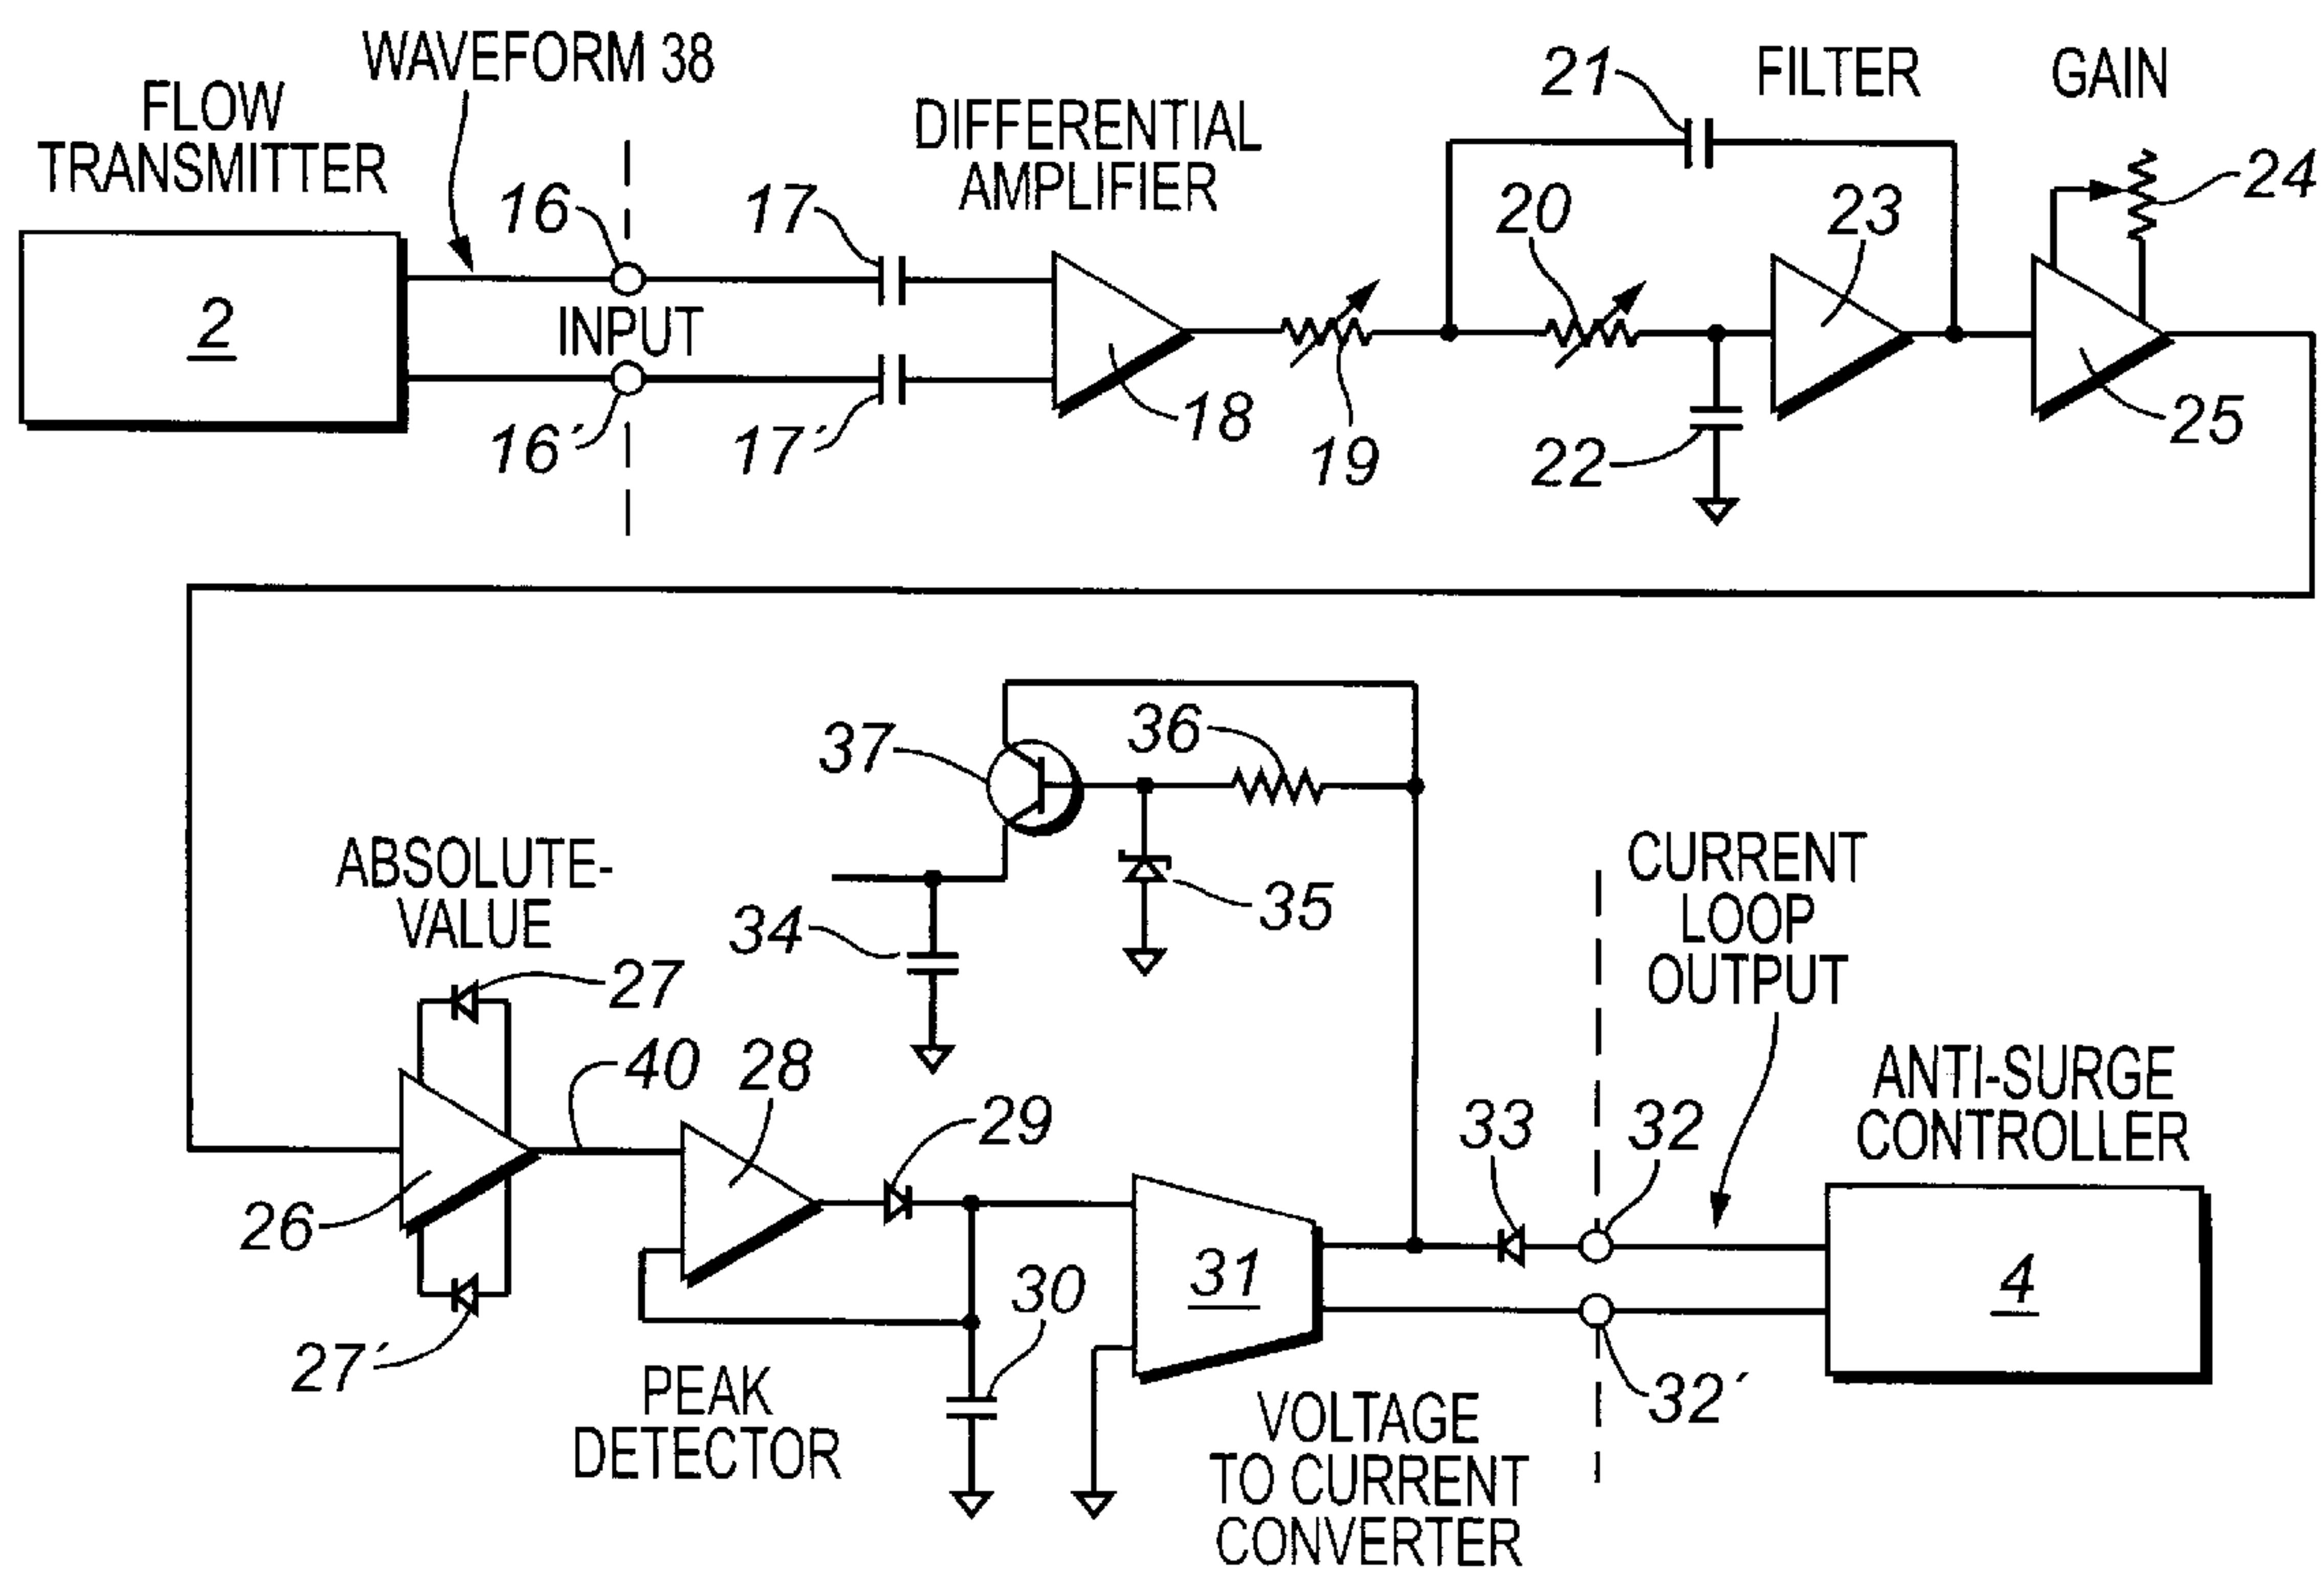 WAVEFORM 38
FLOW
TRANSMITTER
2
16
INPUT
16´
17
17´
DIFFERENTIAL
AMPLIFIER
18
19
20
21
22
FILTER
23
GAIN
24
25
37
36
35
34
ABSOLUTE-
VALUE
27
26
27´
40
28
29
30
PEAK
DETECTOR
31
VOLTAGE
TO CURRENT
CONVERTER
33
32
32´
CURRENT
LOOP
OUTPUT
ANTI-SURGE
CONTROLLER
4